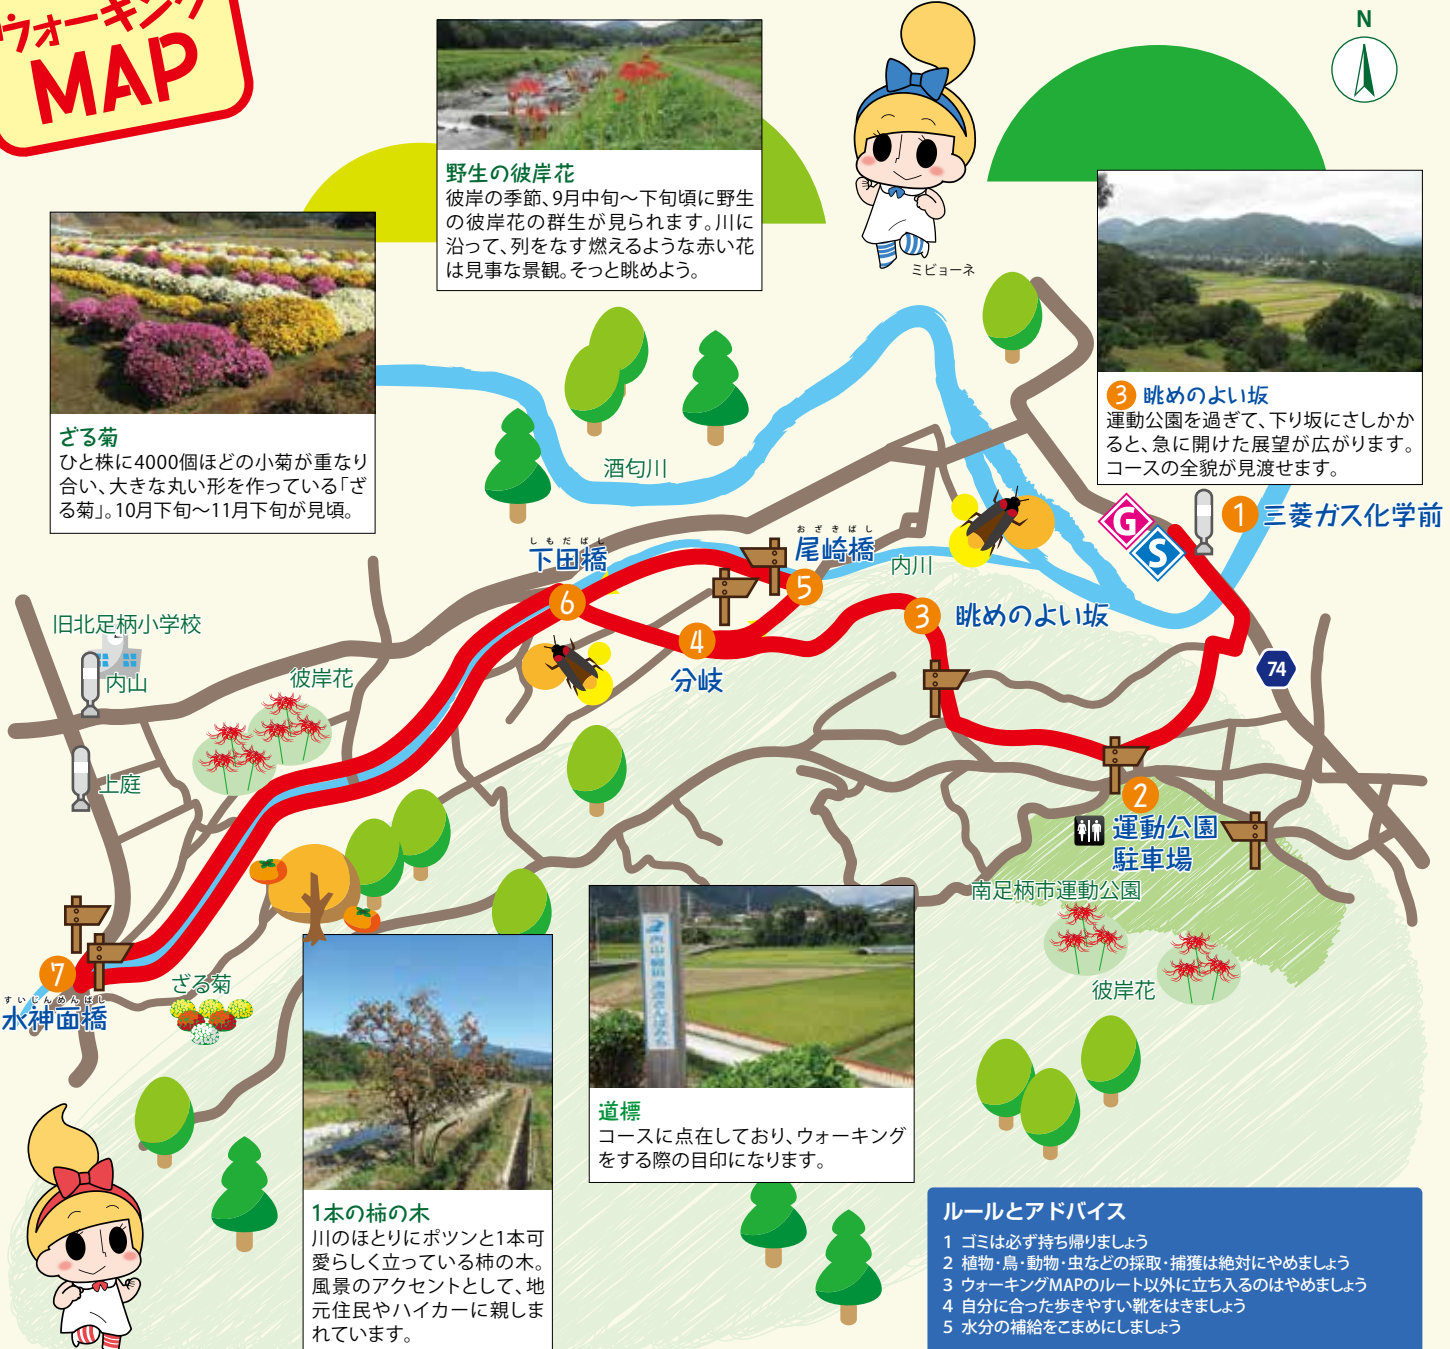 ウォーキング
MAP
N
野生の彼岸花
彼岸の季節、9月中旬～下旬頃に野生
の彼岸花の群生が見られます。川に
沿って、列をなす燃えるような赤い花
は見事な景観。そっと眺めよう。
ミビョーネ
ざる菊
ひと株に4000個ほどの小菊が重なり
合い、大きな丸い形を作っている「ざ
る菊」。10月下旬～11月下旬が見頃。
3 眺めのよい坂
運動公園を過ぎて、下り坂にさしかか
ると、急に開けた展望が広がります。
コースの全貌が見渡せます。
酒匂川
G
S
1 三菱ガス化学前
しもだばし
下田橋
6
おざきばし
尾崎橋
5
内川
3 眺めのよい坂
4
分岐
74
旧北足柄小学校
内山
彼岸花
上庭
2
運動公園
駐車場
南足柄市運動公園
彼岸花
7
すいじんめんばし
水神面橋
ざる菊
1本の柿の木
川のほとりにポツンと1本可
愛らしく立っている柿の木。
風景のアクセントとして、地
元住民やハイカーに親しま
れています。
道標
コースに点在しており、ウォーキング
をする際の目印になります。
ルールとアドバイス
1 ゴミは必ず持ち帰りましょう
2 植物・鳥・動物・虫などの採取・捕獲は絶対にやめましょう
3 ウォーキングMAPのルート以外に立ち入るのはやめましょう
4 自分に合った歩きやすい靴をはきましょう
5 水分の補給をこまめにしましょう